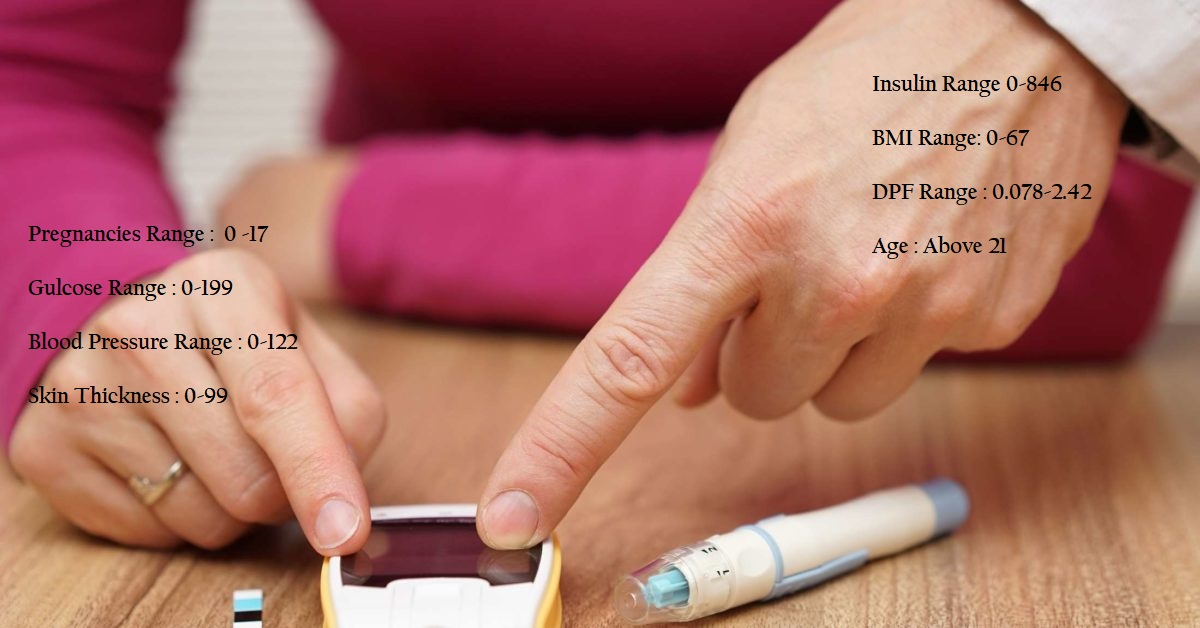 Pregnancies Range :  0 -17
Gulcose Range : 0-199
Blood Pressure Range : 0-122
Skin Thickness : 0-99
Insulin Range 0-846
BMI Range: 0-67
DPF Range : 0.078-2.42
Age : Above 21